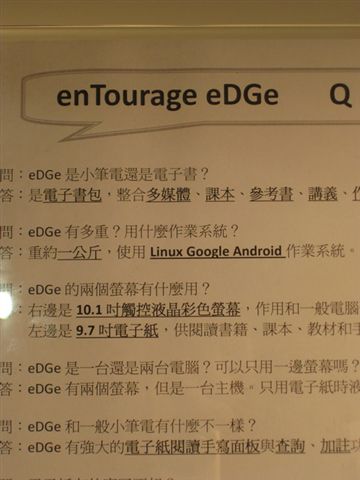 enTourage eDGe Q
問：eDGe 是小筆電還是電子書？
答：是電子書包，整合多媒體、課本、參考書、講義、
問：eDGe 有多重？用什麼作業系統？
答：重約一公斤，使用 Linux Google Android 作業系統。
問：eDGe 的兩個螢幕有什麼用？
：右邊是 10.1 吋觸控液晶彩色螢幕，作用和一般電腦
左邊是 9.7 吋電子紙，供閱讀書籍、課本、教材和
問：eDGe 是一台還是兩台電腦？可以只用一邊螢幕嗎？
答：eDGe 有兩個螢幕，但是一台主機。只用電子紙時液
問：eDGe 和一般小筆電有什麼不一樣？
答：eDGe 有強大的電子紙閱讀手寫面板與查詢、加註功